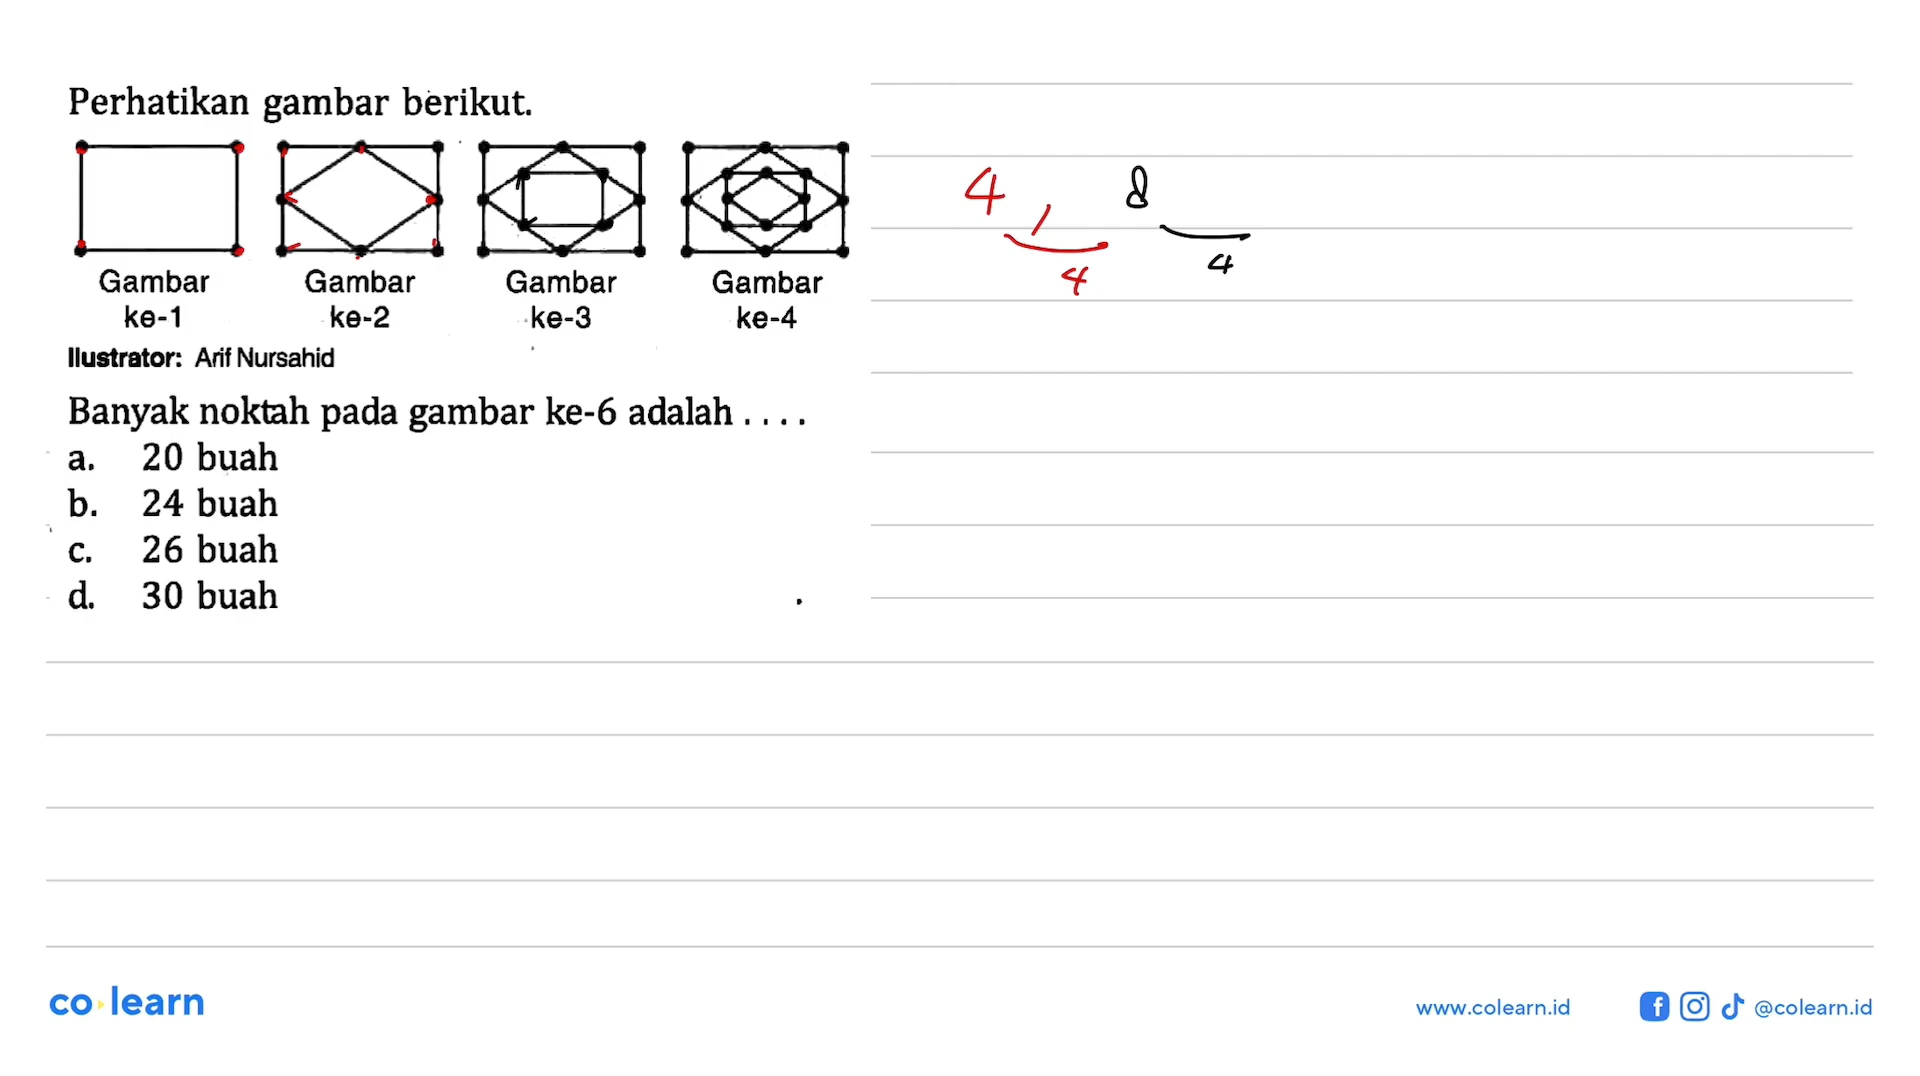 Perhatikan gambar berikut.
Gambar ke-1
Gambar ke-2
Gambar ke-3
Gambar ke-4
Ilustrator: Arif Nursahid
Banyak noktah pada gambar ke-6 adalah . . . .
a. 20 buah
b. 24 buah
c. 26 buah
d. 30 buah
4 , 8
4 4
co learn
www.colearn.id
@colearn.id